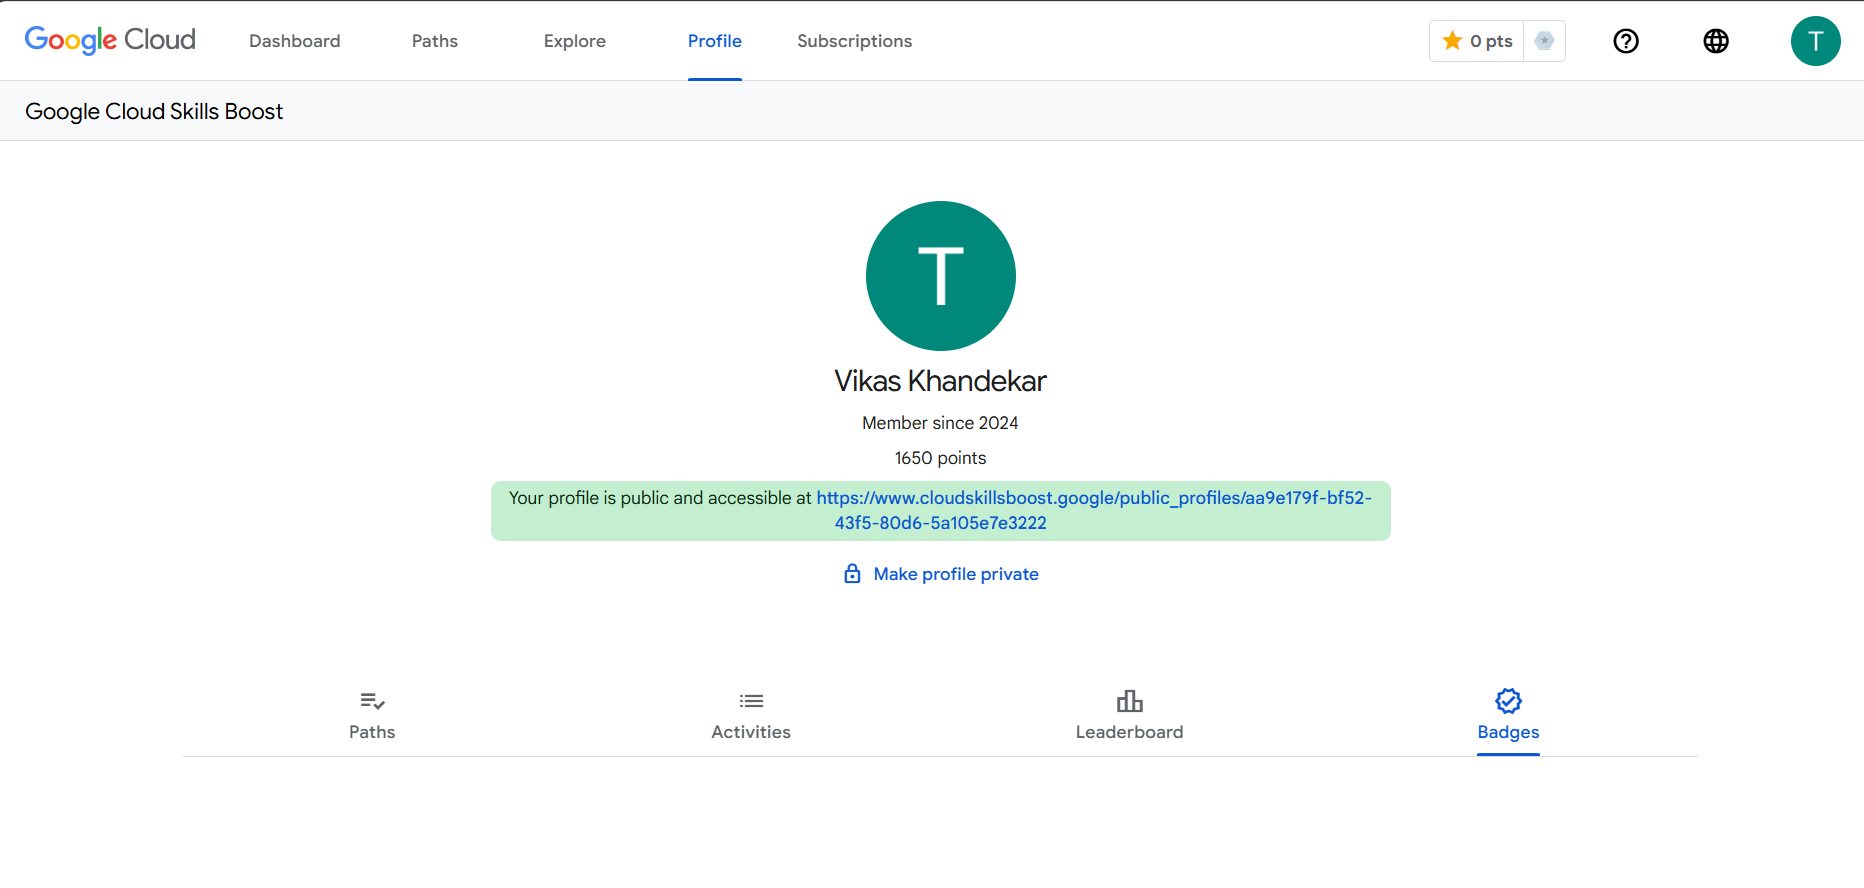 Google Cloud Dashboard Paths Explore Profile Subscriptions 0 pts T
Google Cloud Skills Boost
T
Vikas Khandekar
Member since 2024
1650 points
Your profile is public and accessible at https://www.cloudskillsboost.google/public_profiles/aa9e179f-bf52-
43f5-80d6-5a105e7e3222
Make profile private
Paths Activities Leaderboard Badges